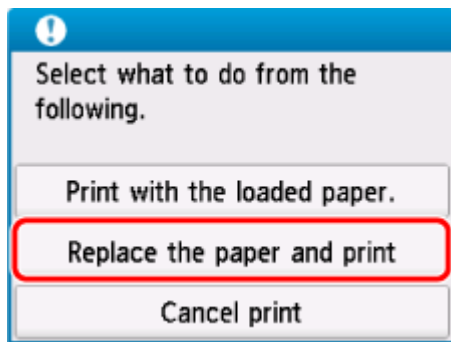 Select what to do from the
following.
Print with the loaded paper.
Replace the paper and print
Cancel print